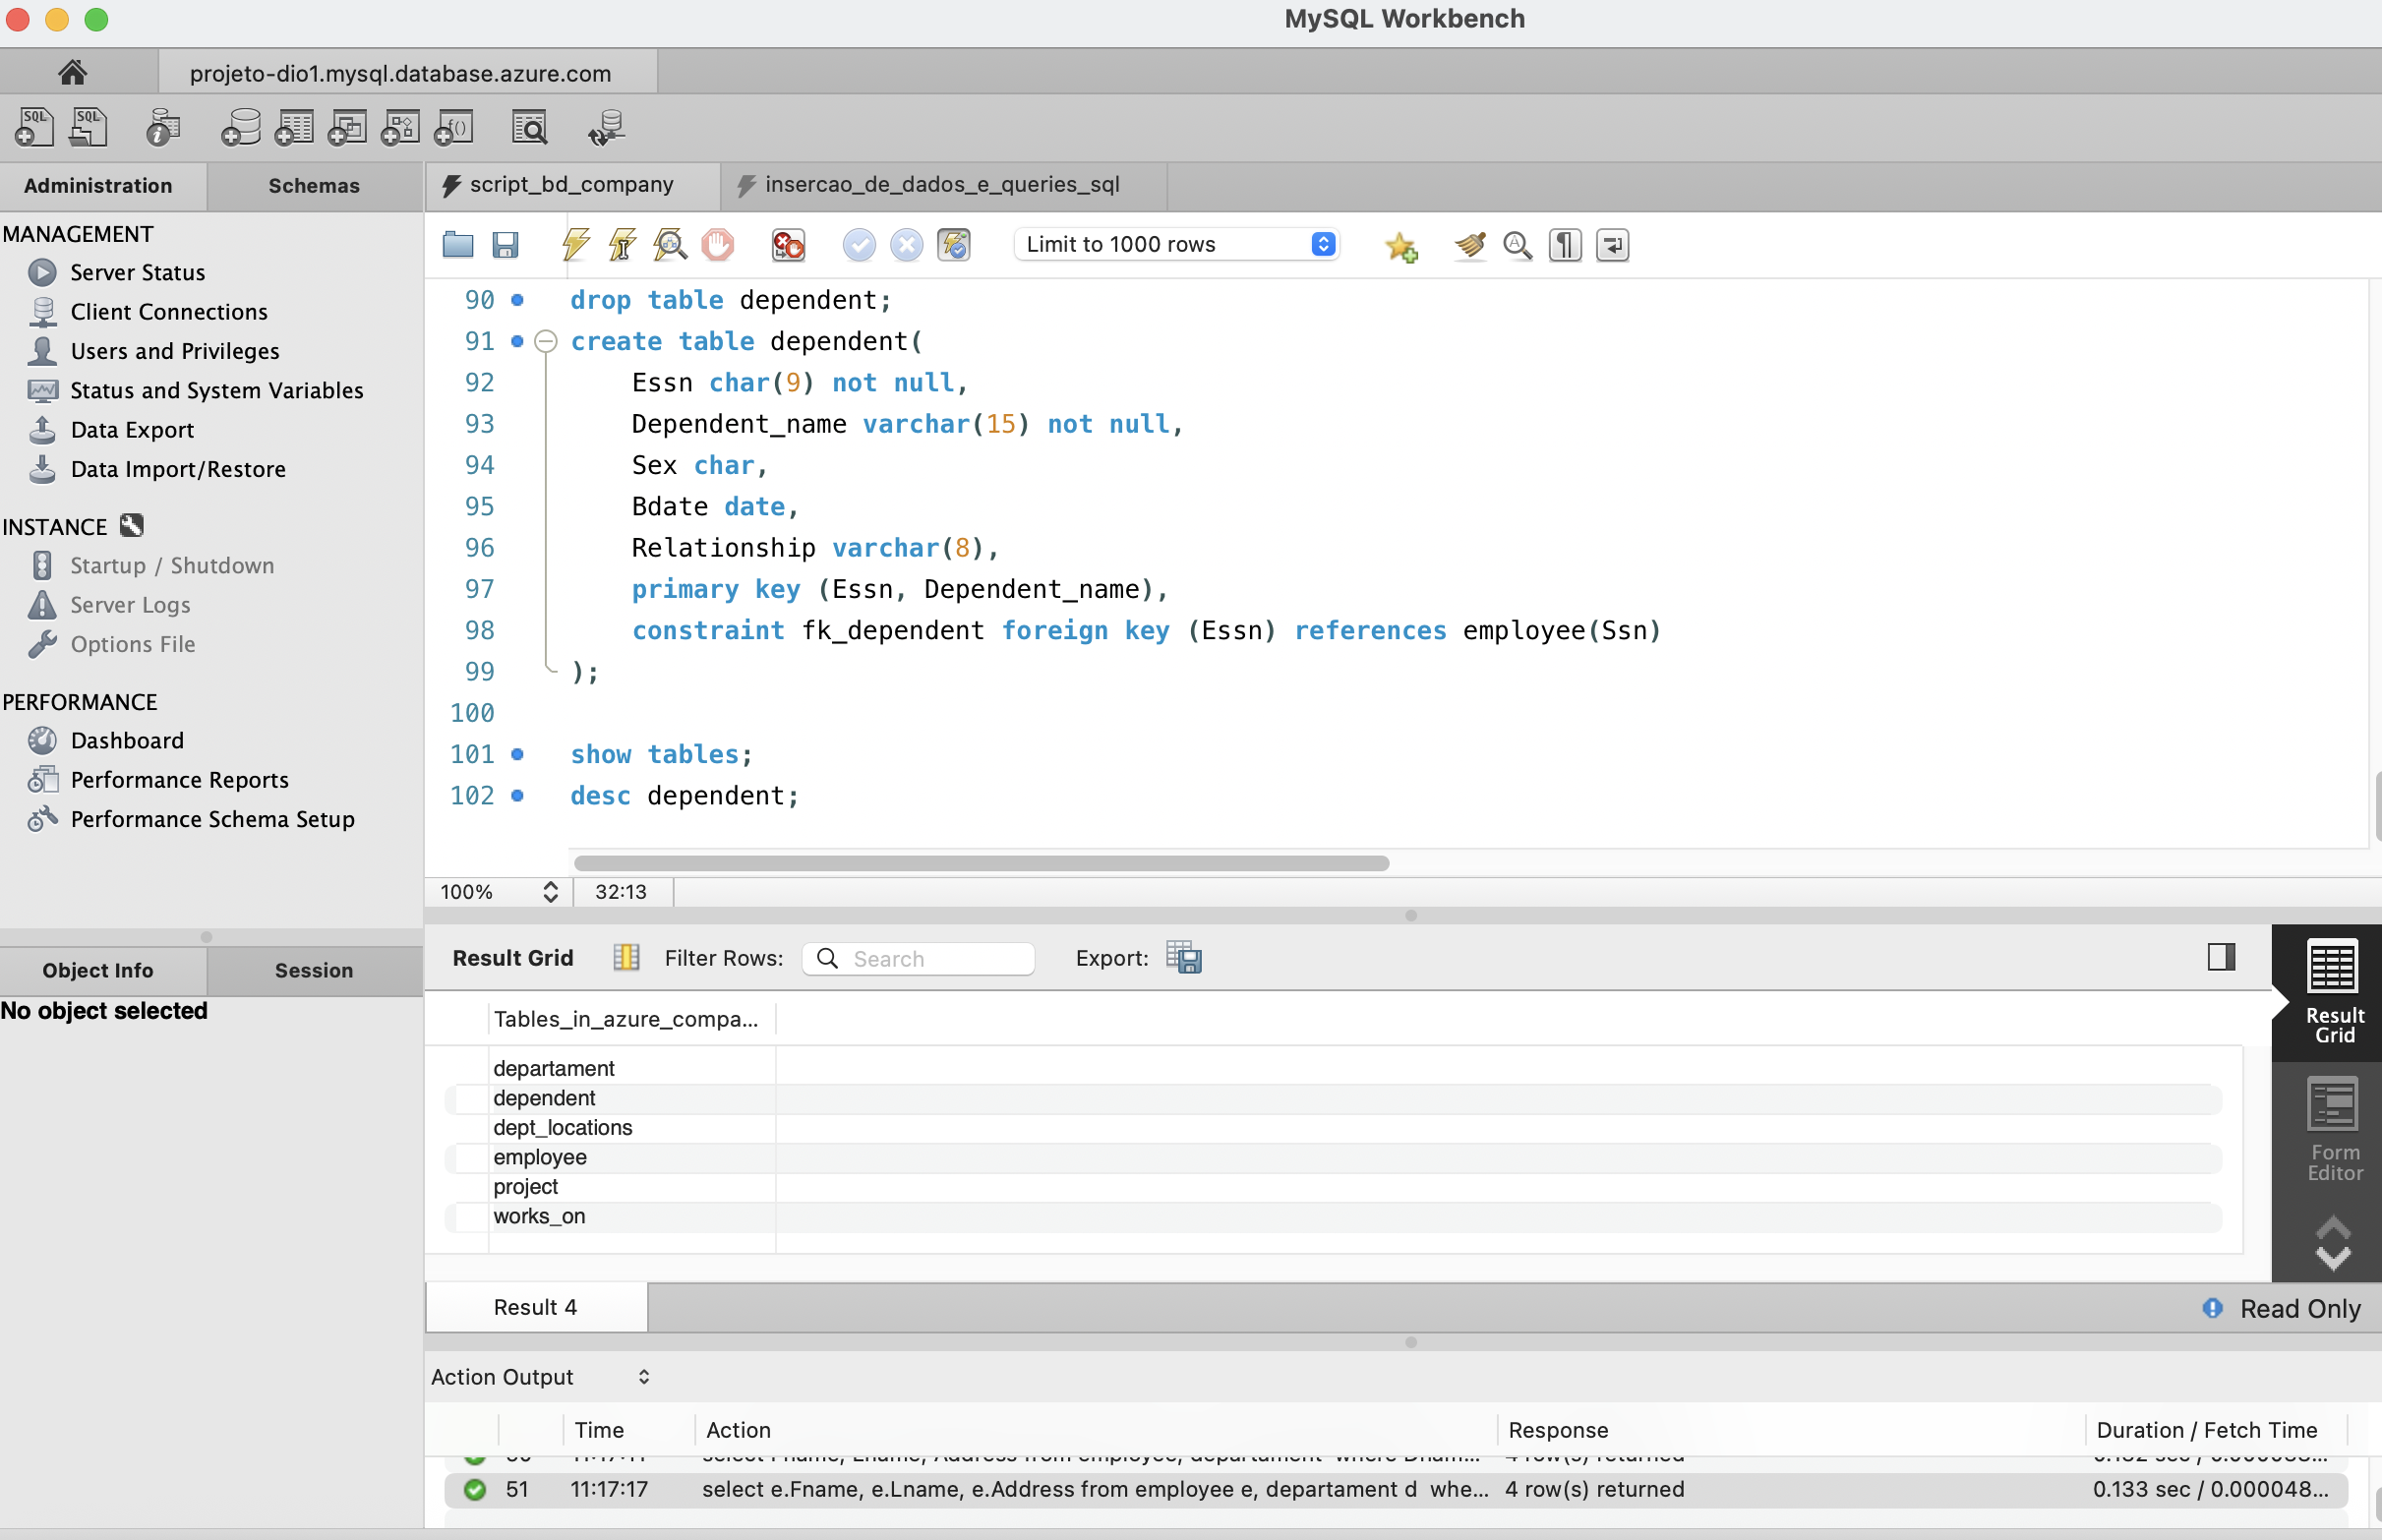 MySQL Workbench
projeto-dio1.mysql.database.azure.com
Administration
Schemas
script_bd_company
insercao_de_dados_e_queries_sql
MANAGEMENT
Server Status
Client Connections
Users and Privileges
Status and System Variables
Data Export
Data Import/Restore
INSTANCE
Startup / Shutdown
Server Logs
Options File
PERFORMANCE
Dashboard
Performance Reports
Performance Schema Setup
Object Info
Session
No object selected
Limit to 1000 rows
90 drop table dependent;
91 create table dependent(
92 Essn char(9) not null,
93 Dependent_name varchar(15) not null,
94 Sex char,
95 Bdate date,
96 Relationship varchar(8),
97 primary key (Essn, Dependent_name),
98 constraint fk_dependent foreign key (Essn) references employee(Ssn)
99 );
100
101 show tables;
102 desc dependent;
100% 32:13
Result Grid Filter Rows: Search Export:
Tables_in_azure_compa...
departament
dependent
dept_locations
employee
project
works_on
Result Grid
Form Editor
Result 4
Read Only
Action Output
Time Action Response Duration / Fetch Time
51 11:17:17 select e.Fname, e.Lname, e.Address from employee e, departament d whe... 4 row(s) returned 0.133 sec / 0.000048...